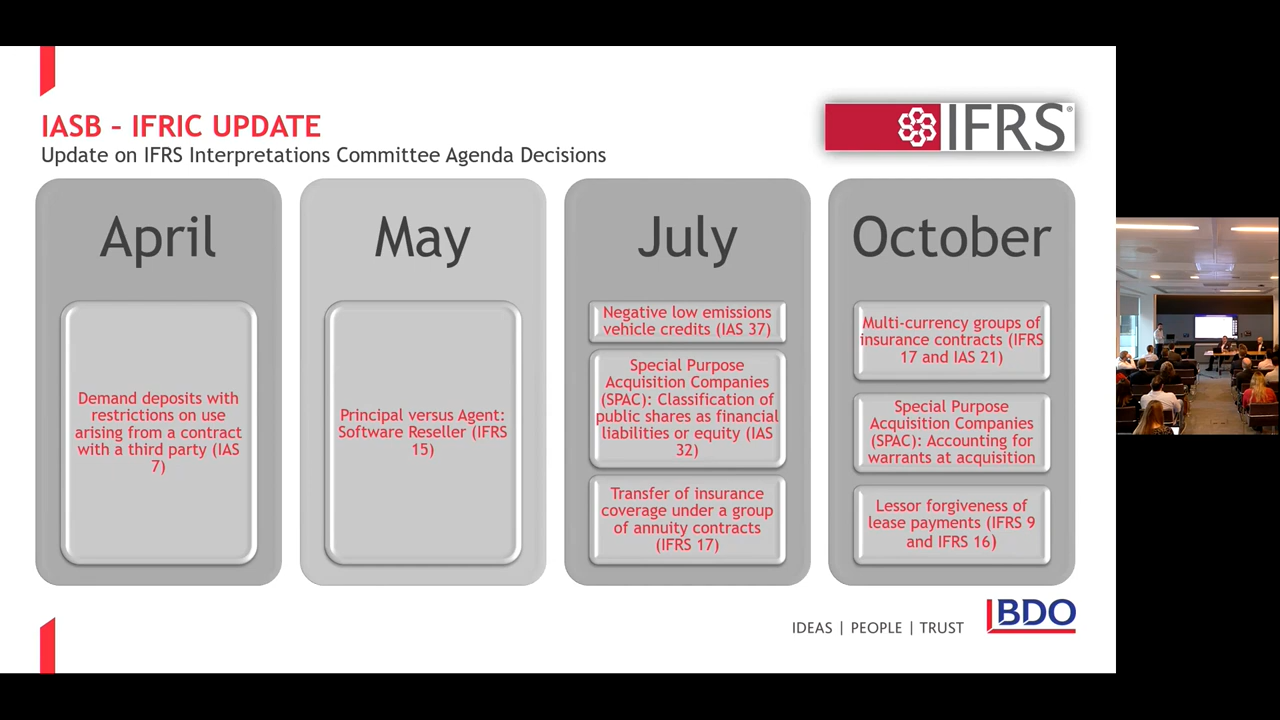 IASB – IFRIC UPDATE
Update on IFRS Interpretations Committee Agenda Decisions
IFRS®
April
Demand deposits with
restrictions on use
arising from a contract
with a third party (IAS
7)
May
Principal versus Agent:
Software Reseller (IFRS
15)
July
Negative low emissions
vehicle credits (IAS 37)
Special Purpose
Acquisition Companies
(SPAC): Classification of
public shares as financial
liabilities or equity (IAS
32)
Transfer of insurance
coverage under a group
of annuity contracts
(IFRS 17)
October
Multi-currency groups of
insurance contracts (IFRS
17 and IAS 21)
Special Purpose
Acquisition Companies
(SPAC): Accounting for
warrants at acquisition
Lessor forgiveness of
lease payments (IFRS 9
and IFRS 16)
IDEAS | PEOPLE | TRUST
BDO